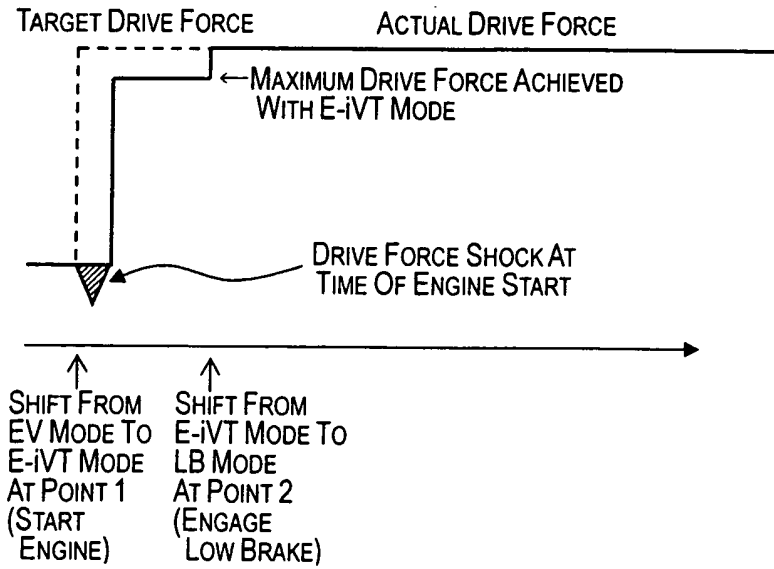 TARGET DRIVE FORCE
ACTUAL DRIVE FORCE
←MAXIMUM DRIVE FORCE ACHIEVED
WITH E-iVT MODE
DRIVE FORCE SHOCK AT
TIME OF ENGINE START
SHIFT FROM
EV MODE TO
E-iVT MODE
AT POINT 1
(START
ENGINE)
SHIFT FROM
E-iVT MODE TO
LB MODE
AT POINT 2
(ENGAGE
LOW BRAKE)